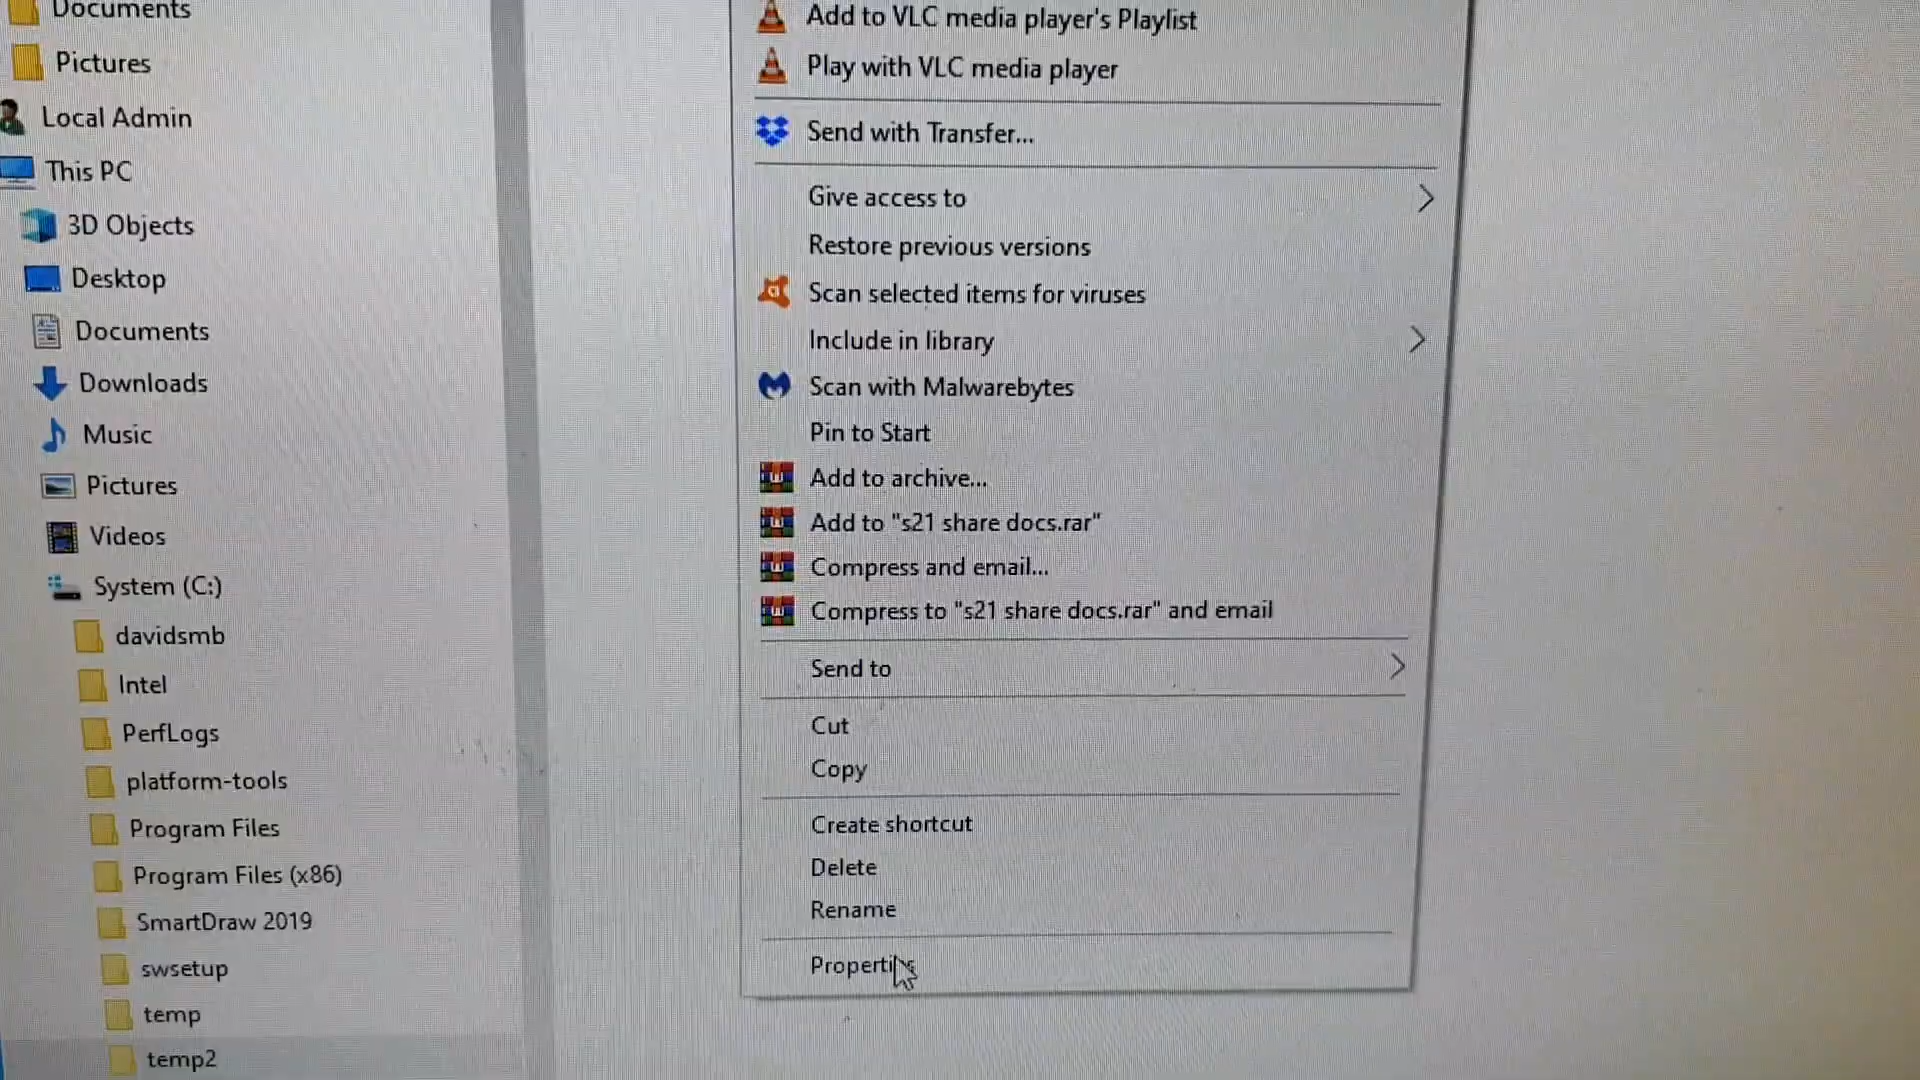 Documents
Pictures
Local Admin
This PC
3D Objects
Desktop
Documents
Downloads
Music
Pictures
Videos
System (C:)
davidsmb
Intel
PerfLogs
platform-tools
Program Files
Program Files (x86)
SmartDraw 2019
swsetup
temp
temp2
Add to VLC media player's Playlist
Play with VLC media player
Send with Transfer...
Give access to
Restore previous versions
Scan selected items for viruses
Include in library
Scan with Malwarebytes
Pin to Start
Add to archive...
Add to "s21 share docs.rar"
Compress and email...
Compress to "s21 share docs.rar" and email
Send to
Cut
Copy
Create shortcut
Delete
Rename
Properties